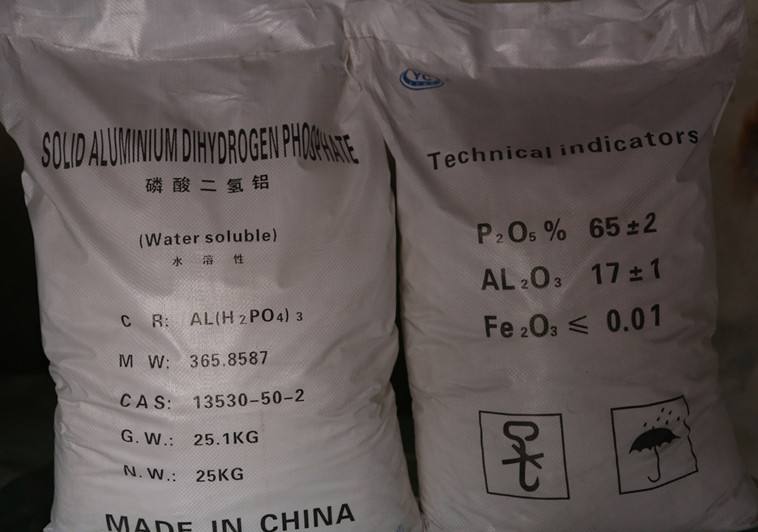 SOLID ALUMINIUM DIHYDROGEN PHOSPHATE
磷酸二氢铝
(Water soluble)
水溶性
C R: AL(H₂PO₄)₃
M W: 365.8587
CAS: 13530-50-2
G.W.: 25.1KG
N.W.: 25KG
MADE IN CHINA
YC
Technical indicators
P₂O₅% 65±2
AL₂O₃ 17±1
Fe₂O₃≤ 0.01